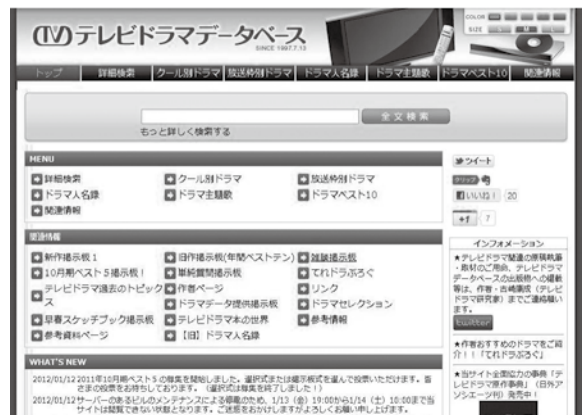 テレビドラマデータベース
SINCE 1997.7.13
COLOR
SIZE S M L
トップ 詳細検索 クール別ドラマ 放送枠別ドラマ ドラマ人名録 ドラマ主題歌 ドラマベスト10 関連情報
全文検索
もっと詳しく検索する
MENU
詳細検索 クール別ドラマ 放送枠別ドラマ
ドラマ人名録 ドラマ主題歌 ドラマベスト10
関連情報
関連情報
新作掲示板1 旧作掲示板(年間ベストテン) 雑談掲示板
10月期ベスト5掲示板! 単純質問掲示板 てれドラぶろぐ
テレビドラマ過去のトピックス 作者ページ リンク
ドラマデータ提供掲示板 ドラマセレクション
早春スケッチブック掲示板 テレビドラマ本の世界 参考情報
参考資料ページ 【旧】ドラマ人名録
WHAT'S NEW
2012/01/12 2011年10月期ベスト5の募集を開始しました。選択式または掲示板式を選んで投票いただけます。皆
さまの投票をお待ちしております。(選択式は募集を終了しました!)
2012/01/12 サーバーのあるビルのメンテナンスによる停電のため、1/13(金)19:00から1/14(土)10:00まで当
サイトは閲覧できない状態となります。ご迷惑をおかけしますがよろしくお願い申し上げます。
ツイート
クリップ
いいね! 20
+1 7
インフォメーション
★テレビドラマ関連の原稿執筆
・取材のご用命、テレビドラマ
データベースの出版物への掲載
等は、作者・古崎康成(テレビ
ドラマ研究家)までご連絡願い
ます。
twitter
★作者おすすめのドラマをご紹
介!!「てれドラぶろぐ」
★当サイト全面協力の事典「テ
レビドラマ原作事典」(日外ア
ソシエーツ刊)発売中!